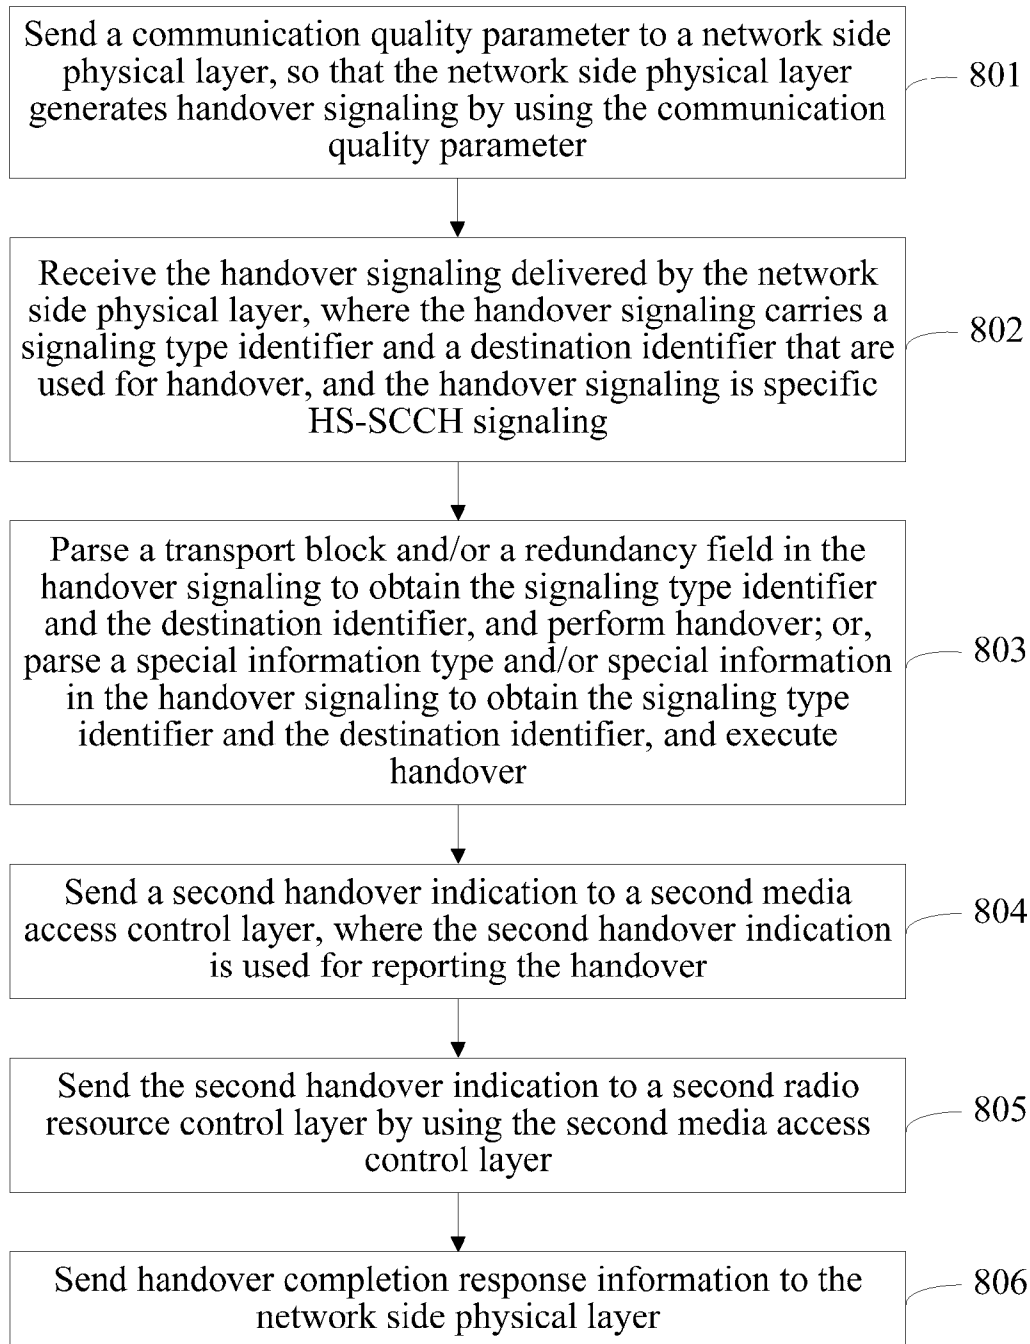 Send a communication quality parameter to a network side
physical layer, so that the network side physical layer
generates handover signaling by using the communication
quality parameter
801
Receive the handover signaling delivered by the network
side physical layer, where the handover signaling carries a
signaling type identifier and a destination identifier that are
used for handover, and the handover signaling is specific
HS-SCCH signaling
802
Parse a transport block and/or a redundancy field in the
handover signaling to obtain the signaling type identifier
and the destination identifier, and perform handover; or,
parse a special information type and/or special information
in the handover signaling to obtain the signaling type
identifier and the destination identifier, and execute
handover
803
Send a second handover indication to a second media
access control layer, where the second handover indication
is used for reporting the handover
804
Send the second handover indication to a second radio
resource control layer by using the second media access
control layer
805
Send handover completion response information to the
network side physical layer
806